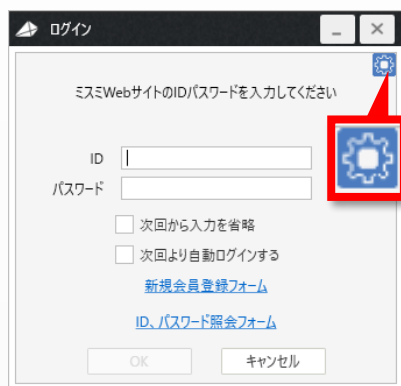 ログイン
ミスミWebサイトのIDパスワードを入力してください
ID
パスワード
次回から入力を省略
次回より自動ログインする
新規会員登録フォーム
ID、パスワード照会フォーム
OK
キャンセル